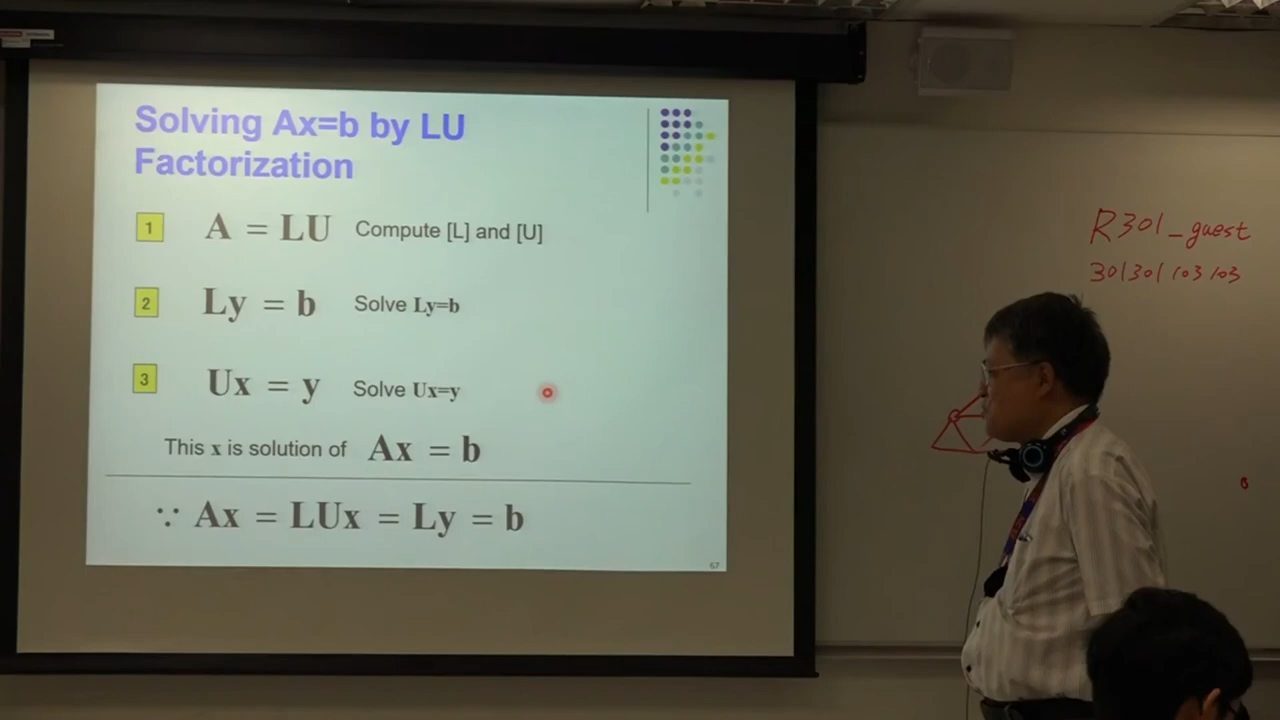 Solving Ax=b by LU
Factorization
1 A = LU Compute [L] and [U]
2 Ly = b Solve Ly=b
3 Ux = y Solve Ux=y
This x is solution of Ax = b
∵ Ax = LUx = Ly = b
67
R301_guest
301301103103